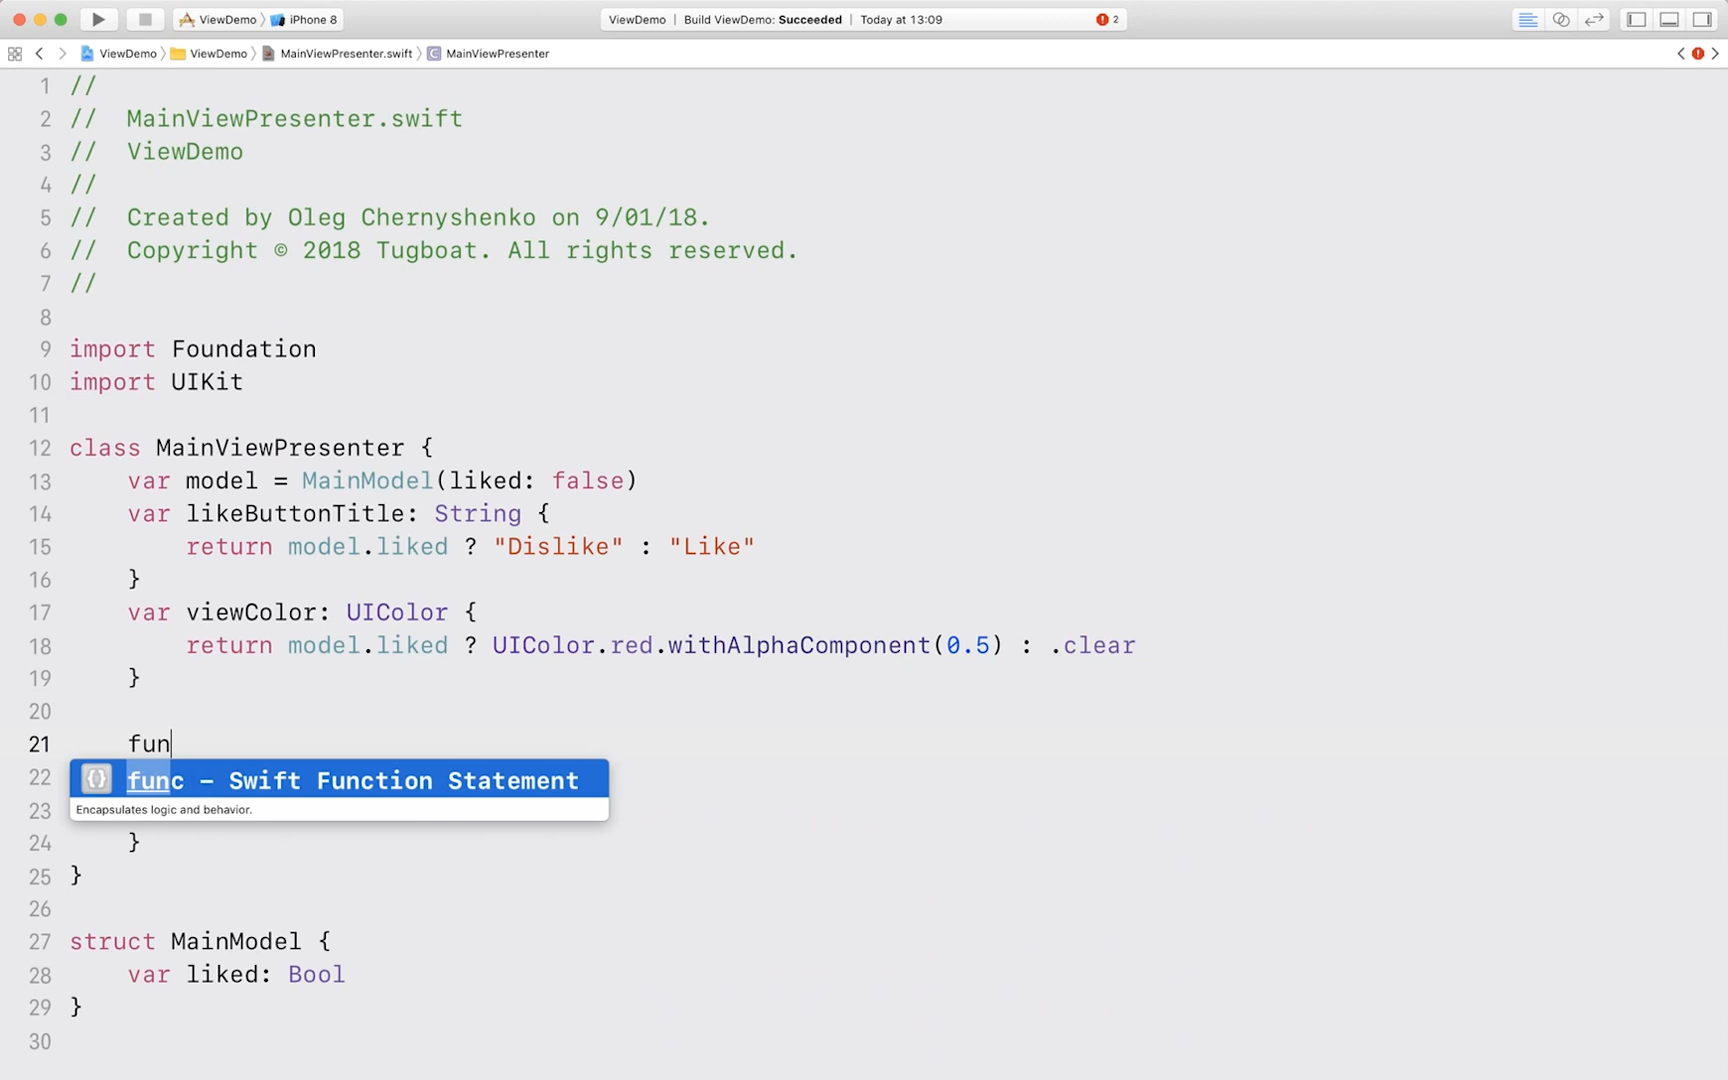 ViewDemo iPhone 8 ViewDemo | Build ViewDemo: Succeeded | Today at 13:09 2
ViewDemo ViewDemo MainViewPresenter.swift MainViewPresenter
1 //
2 //  MainViewPresenter.swift
3 //  ViewDemo
4 //
5 //  Created by Oleg Chernyshenko on 9/01/18.
6 //  Copyright © 2018 Tugboat. All rights reserved.
7 //
8
9 import Foundation
10 import UIKit
11
12 class MainViewPresenter {
13     var model = MainModel(liked: false)
14     var likeButtonTitle: String {
15         return model.liked ? "Dislike" : "Like"
16     }
17     var viewColor: UIColor {
18         return model.liked ? UIColor.red.withAlphaComponent(0.5) : .clear
19     }
20
21     fun
22 {} func – Swift Function Statement
23 Encapsulates logic and behavior.
24     }
25 }
26
27 struct MainModel {
28     var liked: Bool
29 }
30